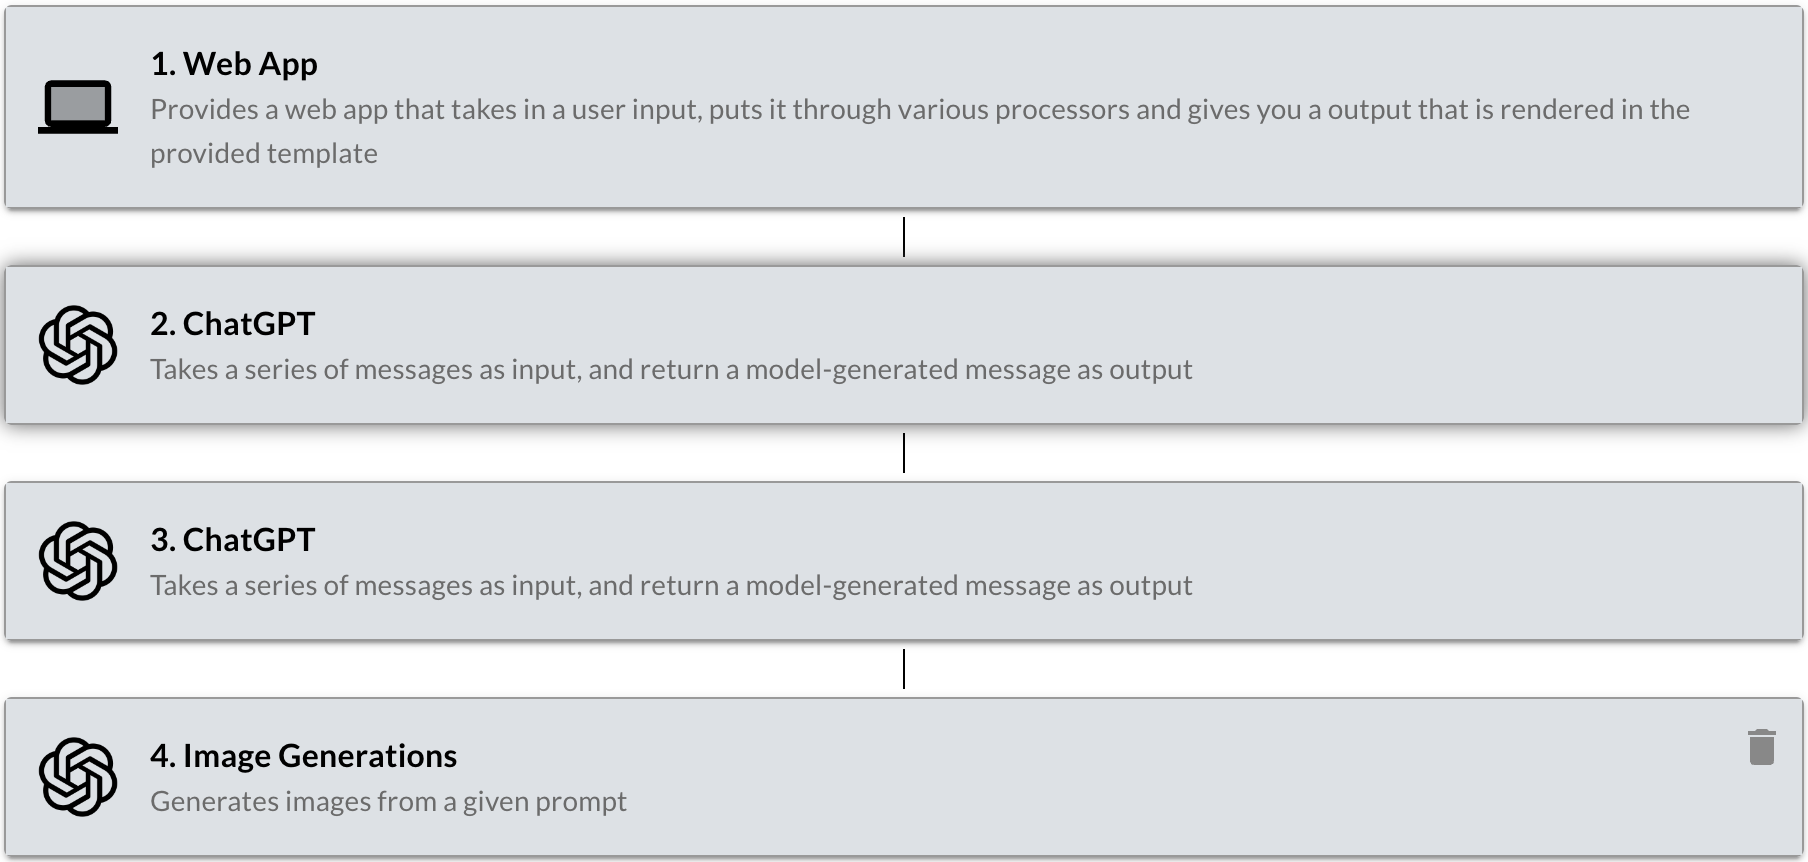 1. Web App
Provides a web app that takes in a user input, puts it through various processors and gives you a output that is rendered in the
provided template
2. ChatGPT
Takes a series of messages as input, and return a model-generated message as output
3. ChatGPT
Takes a series of messages as input, and return a model-generated message as output
4. Image Generations
Generates images from a given prompt